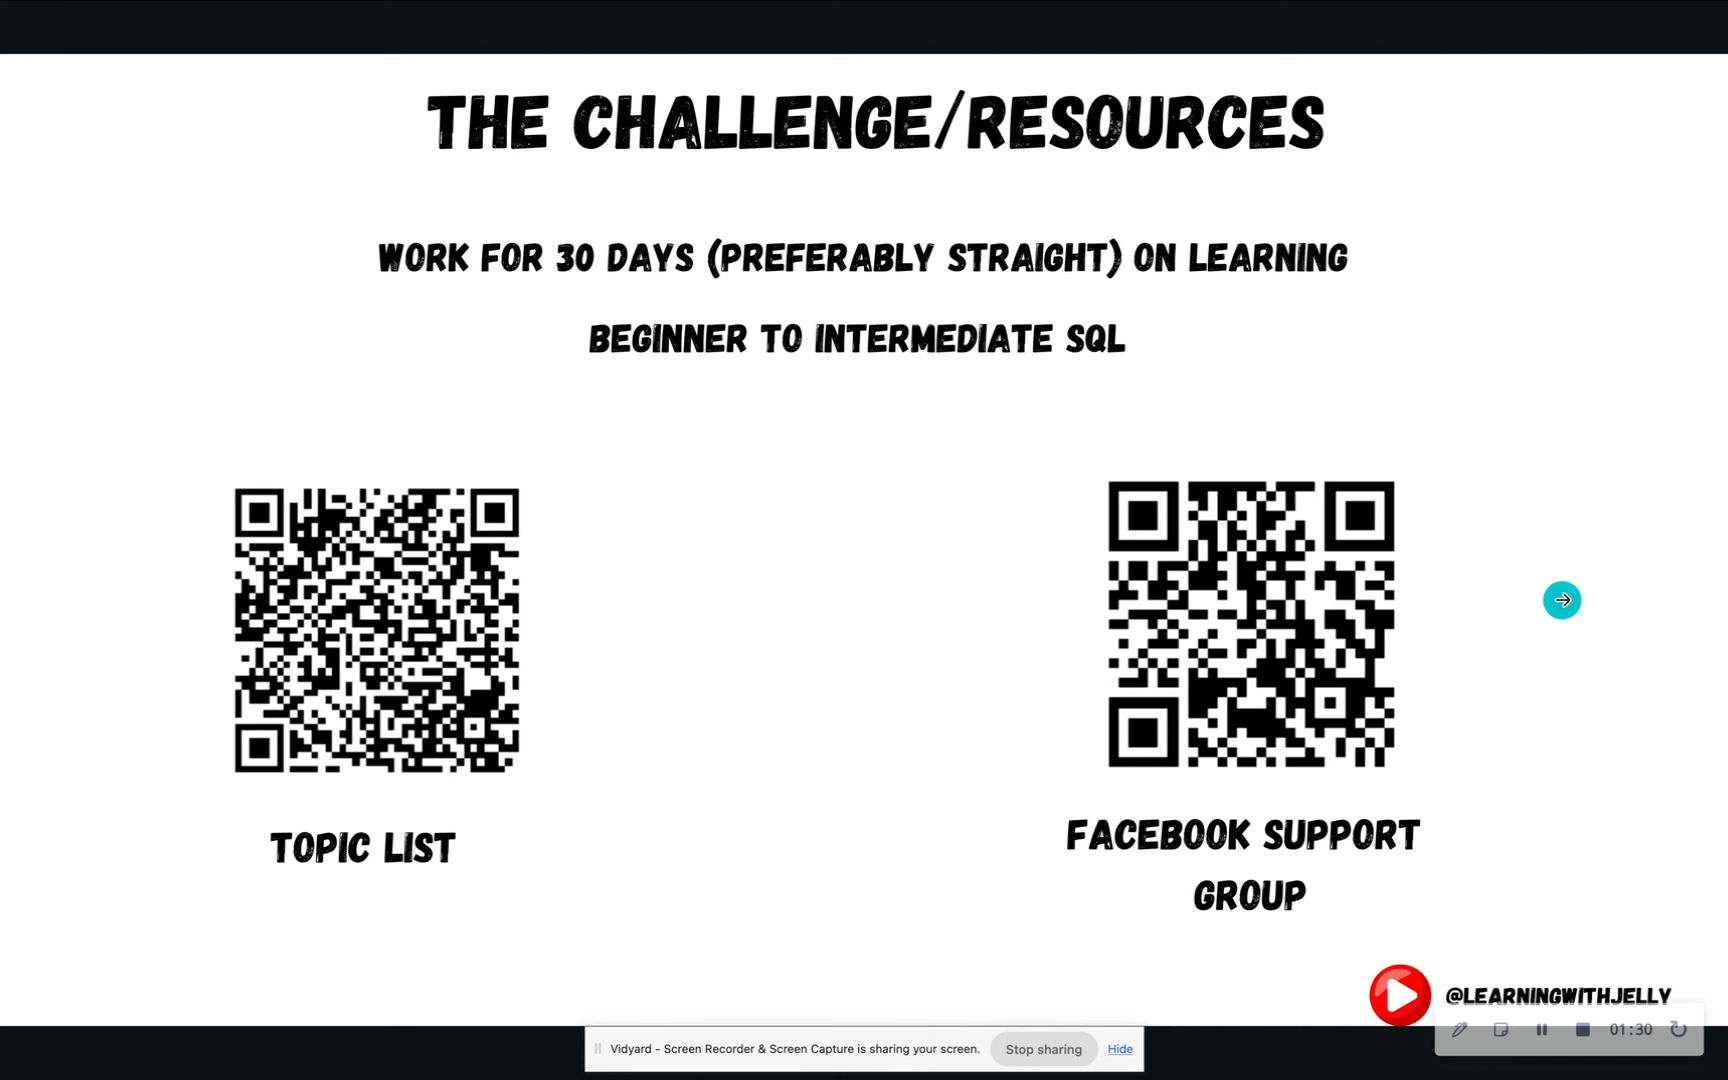 THE CHALLENGE/RESOURCES
WORK FOR 30 DAYS (PREFERABLY STRAIGHT) ON LEARNING
BEGINNER TO INTERMEDIATE SQL
TOPIC LIST
FACEBOOK SUPPORT
GROUP
@LEARNINGWITHJELLY
01:30
Vidyard - Screen Recorder & Screen Capture is sharing your screen.
Stop sharing
Hide